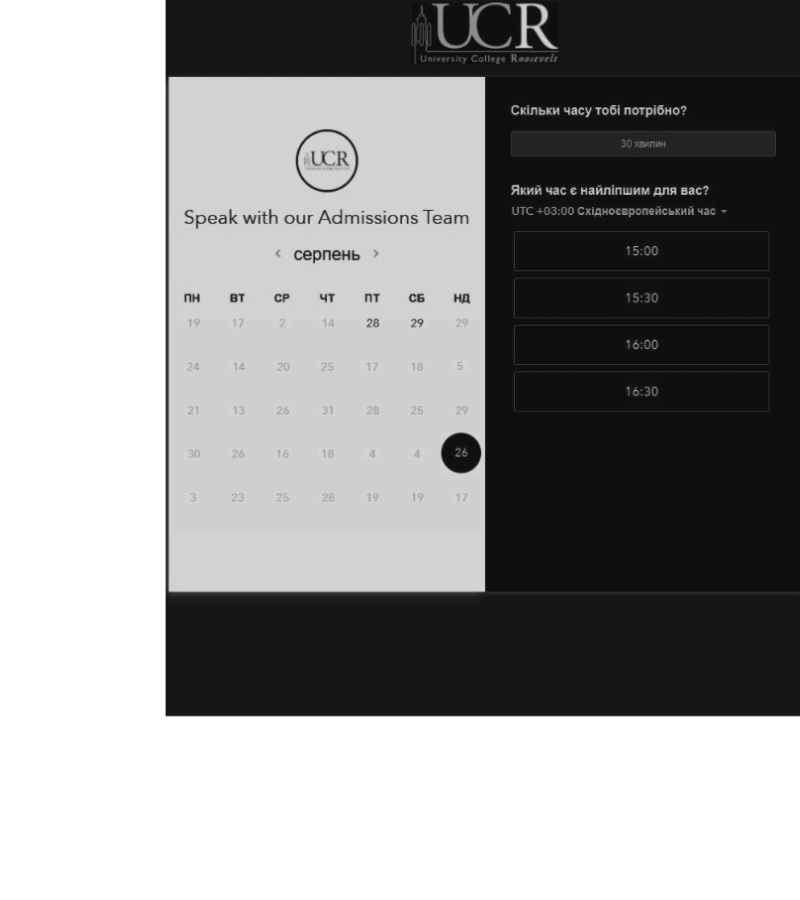 UCR
University College Roosevelt
UCR
Speak with our Admissions Team
серпень
ПН ВТ СР ЧТ ПТ СБ НД
19 17 2 14 28 29 29
24 14 20 25 17 18 5
21 13 26 31 28 25 29
30 26 16 18 4 4 26
3 23 25 28 19 19 17
Скільки часу тобі потрібно?
30 хвилин
Який час є найліпшим для вас?
UTC +03:00 Східноєвропейський час
15:00
15:30
16:00
16:30